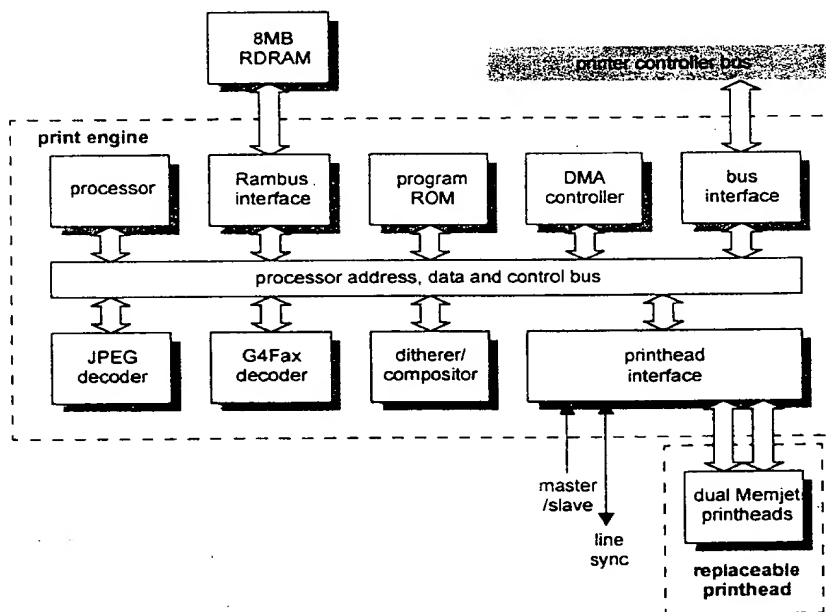 8MB
RDRAM
printer controller bus
print engine
processor
Rambus
interface
program
ROM
DMA
controller
bus
interface
processor address, data and control bus
JPEG
decoder
G4Fax
decoder
ditherer/
compositor
printhead
interface
master
/slave
line
sync
dual Memjets
printheads
replaceable
printhead